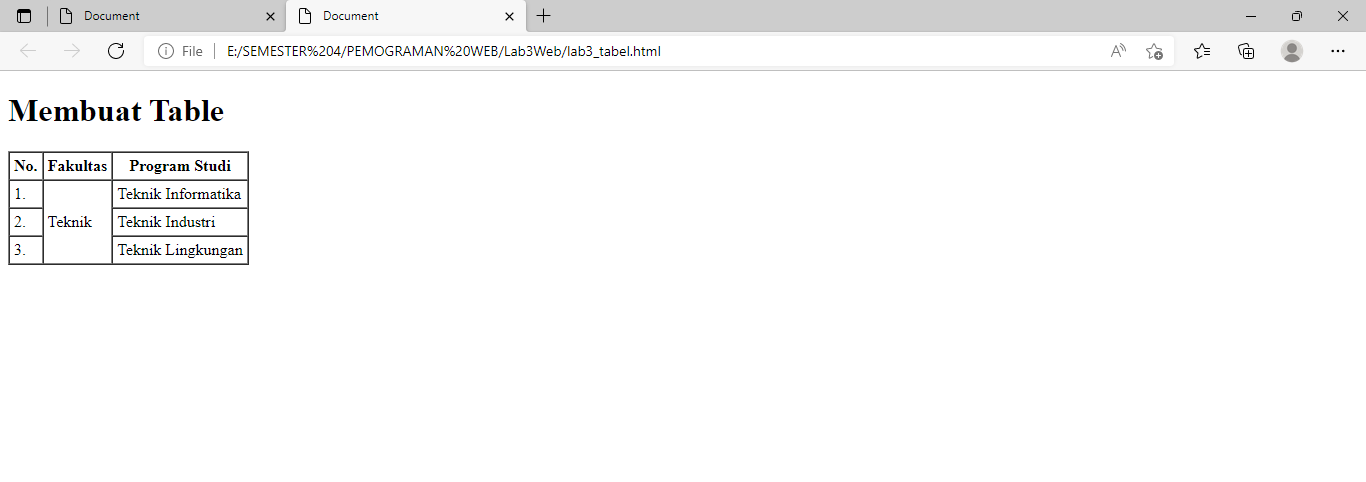 Document
Document
File
E:/SEMESTER%204/PEMOGRAMAN%20WEB/Lab3Web/lab3_tabel.html
Membuat Table
No. Fakultas Program Studi
1. Teknik Informatika
2. Teknik Teknik Industri
3. Teknik Lingkungan